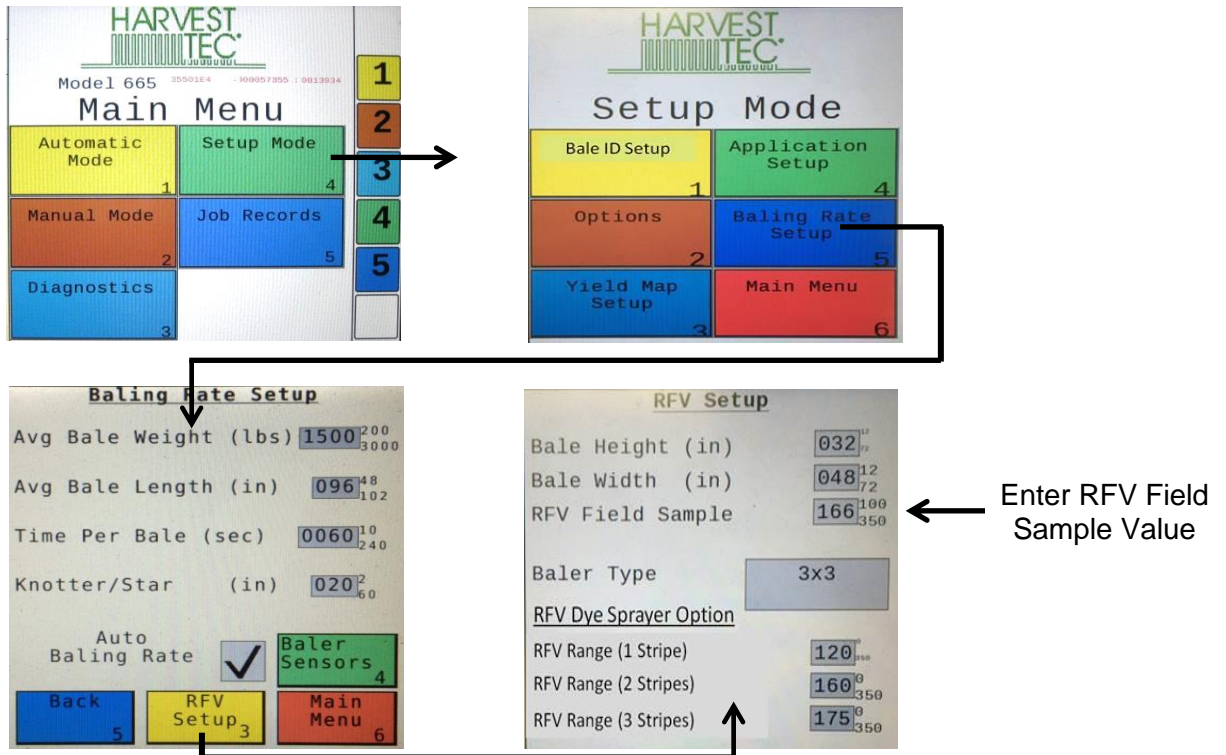 HARVEST
TEC
Model 665 35501E4
Main Menu
Automatic
Mode
1
Setup Mode
4
Manual Mode
2
Job Records
5
Diagnostics
3
1
2
3
4
5
HARVEST
TEC
Setup Mode
Bale ID Setup
1
Application
Setup
4
Options
2
Baling Rate
Setup
5
Yield Map
Setup
3
Main Menu
6
Baling Rate Setup
Avg Bale Weight (lbs) 1500 200 3000
Avg Bale Length (in) 096 48 102
Time Per Bale (sec) 0060 10 240
Knotter/Star (in) 020 2 60
Auto
Baling Rate
Baler
Sensors
4
Back
5
RFV
Setup 3
Main
Menu
6
RFV Setup
Bale Height (in) 032 12 72
Bale Width (in) 048 12 72
RFV Field Sample 166 100 350
Baler Type 3x3
RFV Dye Sprayer Option
RFV Range (1 Stripe) 120 0 350
RFV Range (2 Stripes) 160 0 350
RFV Range (3 Stripes) 175 0 350
Enter RFV Field
Sample Value